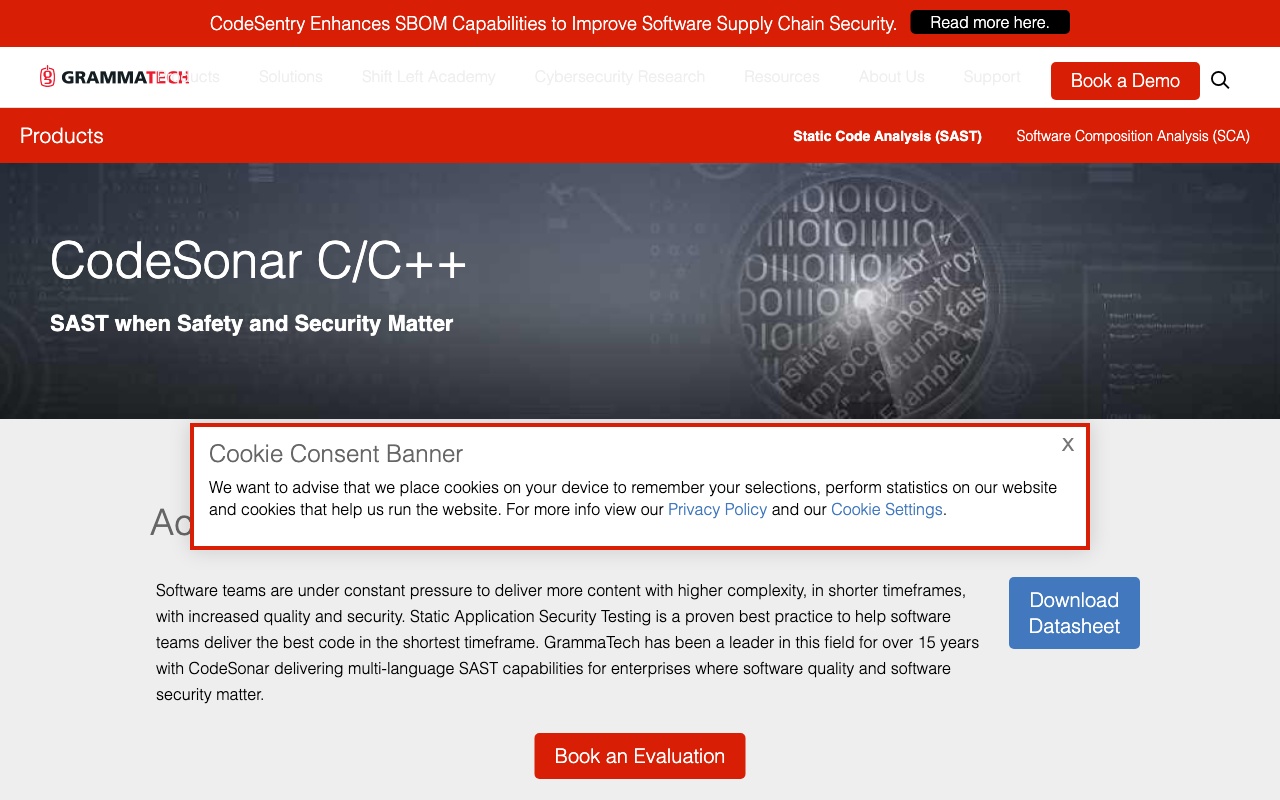 CodeSentry Enhances SBOM Capabilities to Improve Software Supply Chain Security. Read more here.
GRAMMATECH Products Solutions Shift Left Academy Cybersecurity Research Resources About Us Support Book a Demo
Products Static Code Analysis (SAST) Software Composition Analysis (SCA)
CodeSonar C/C++
SAST when Safety and Security Matter
Cookie Consent Banner X
We want to advise that we place cookies on your device to remember your selections, perform statistics on our website
and cookies that help us run the website. For more info view our Privacy Policy and our Cookie Settings.
Software teams are under constant pressure to deliver more content with higher complexity, in shorter timeframes,
with increased quality and security. Static Application Security Testing is a proven best practice to help software
teams deliver the best code in the shortest timeframe. GrammaTech has been a leader in this field for over 15 years
with CodeSonar delivering multi-language SAST capabilities for enterprises where software quality and software
security matter.
Download
Datasheet
Book an Evaluation